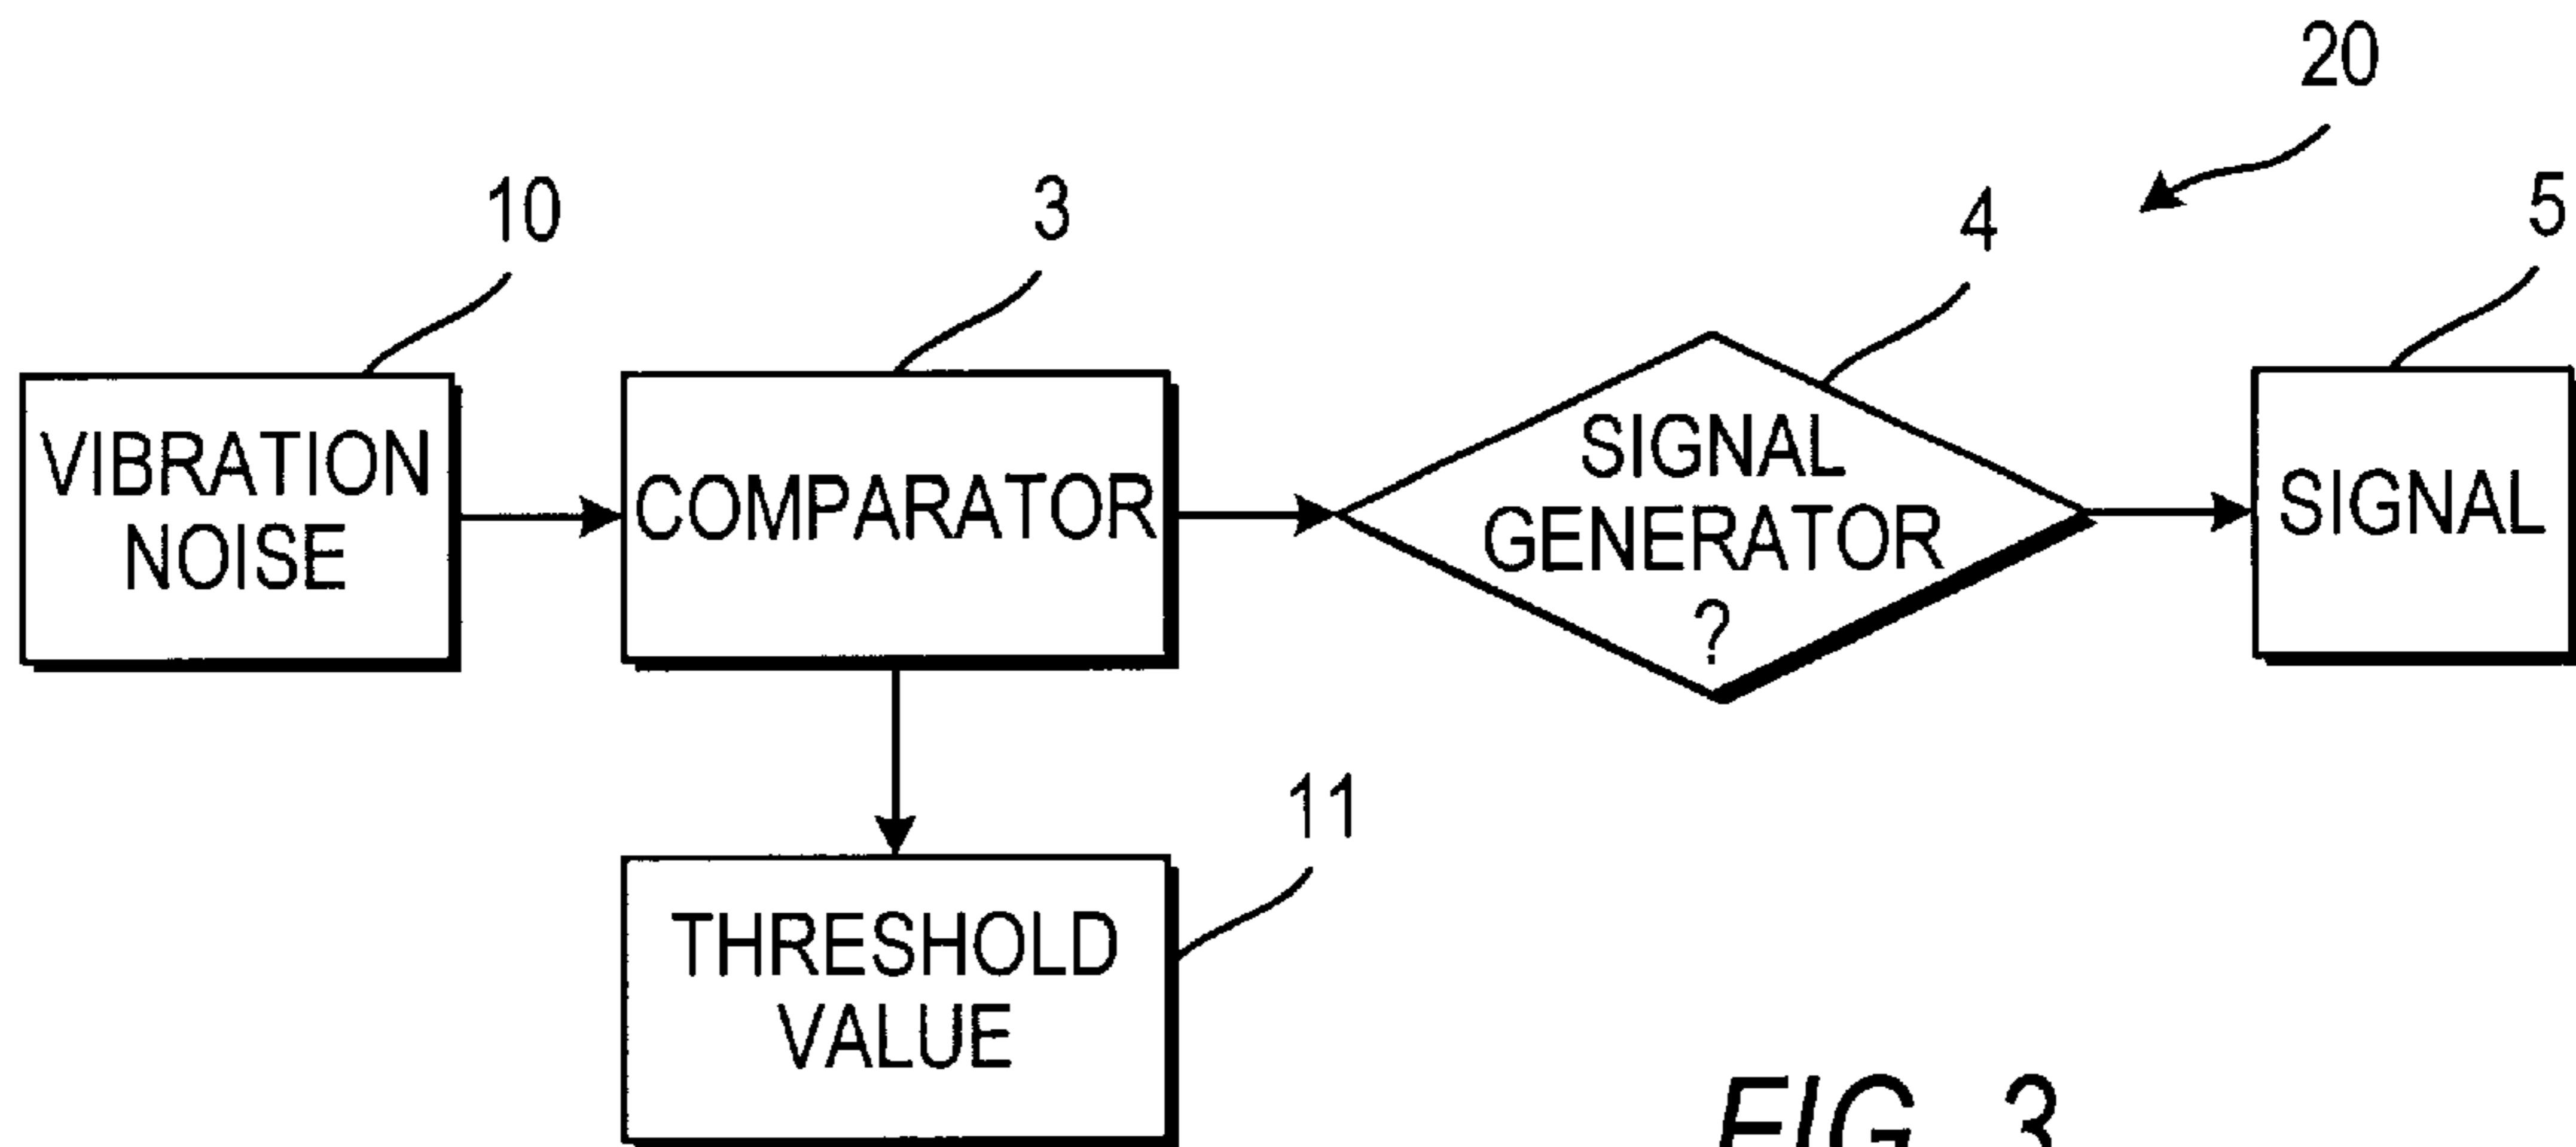 20
10
3
4
5
VIBRATION
NOISE
COMPARATOR
SIGNAL
GENERATOR
?
SIGNAL
11
THRESHOLD
VALUE
FIG. 3